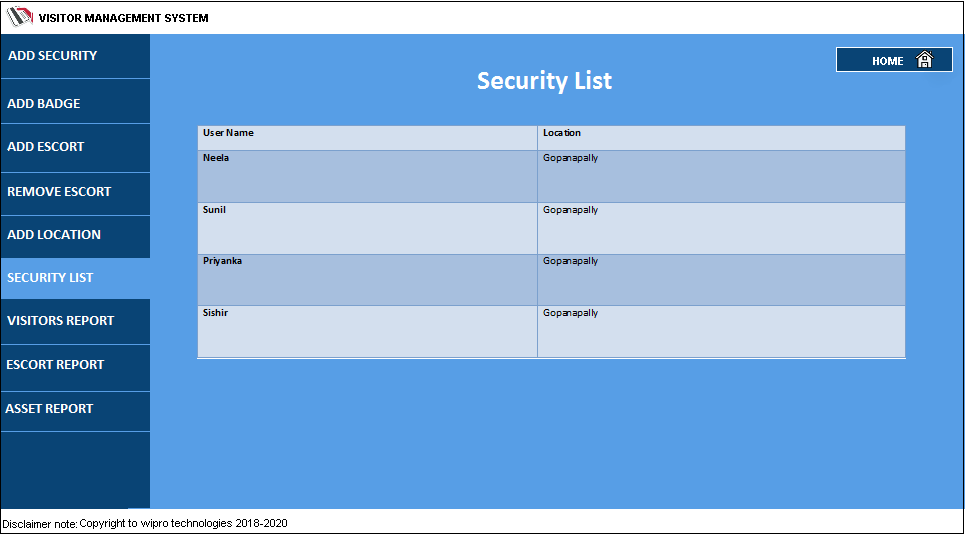 VISITOR MANAGEMENT SYSTEM
ADD SECURITY
ADD BADGE
ADD ESCORT
REMOVE ESCORT
ADD LOCATION
SECURITY LIST
VISITORS REPORT
ESCORT REPORT
ASSET REPORT
HOME
Security List
User Name Location
Neela Gopanapally
Sunil Gopanapally
Priyanka Gopanapally
Sishir Gopanapally
Disclaimer note: Copyright to wipro technologies 2018-2020